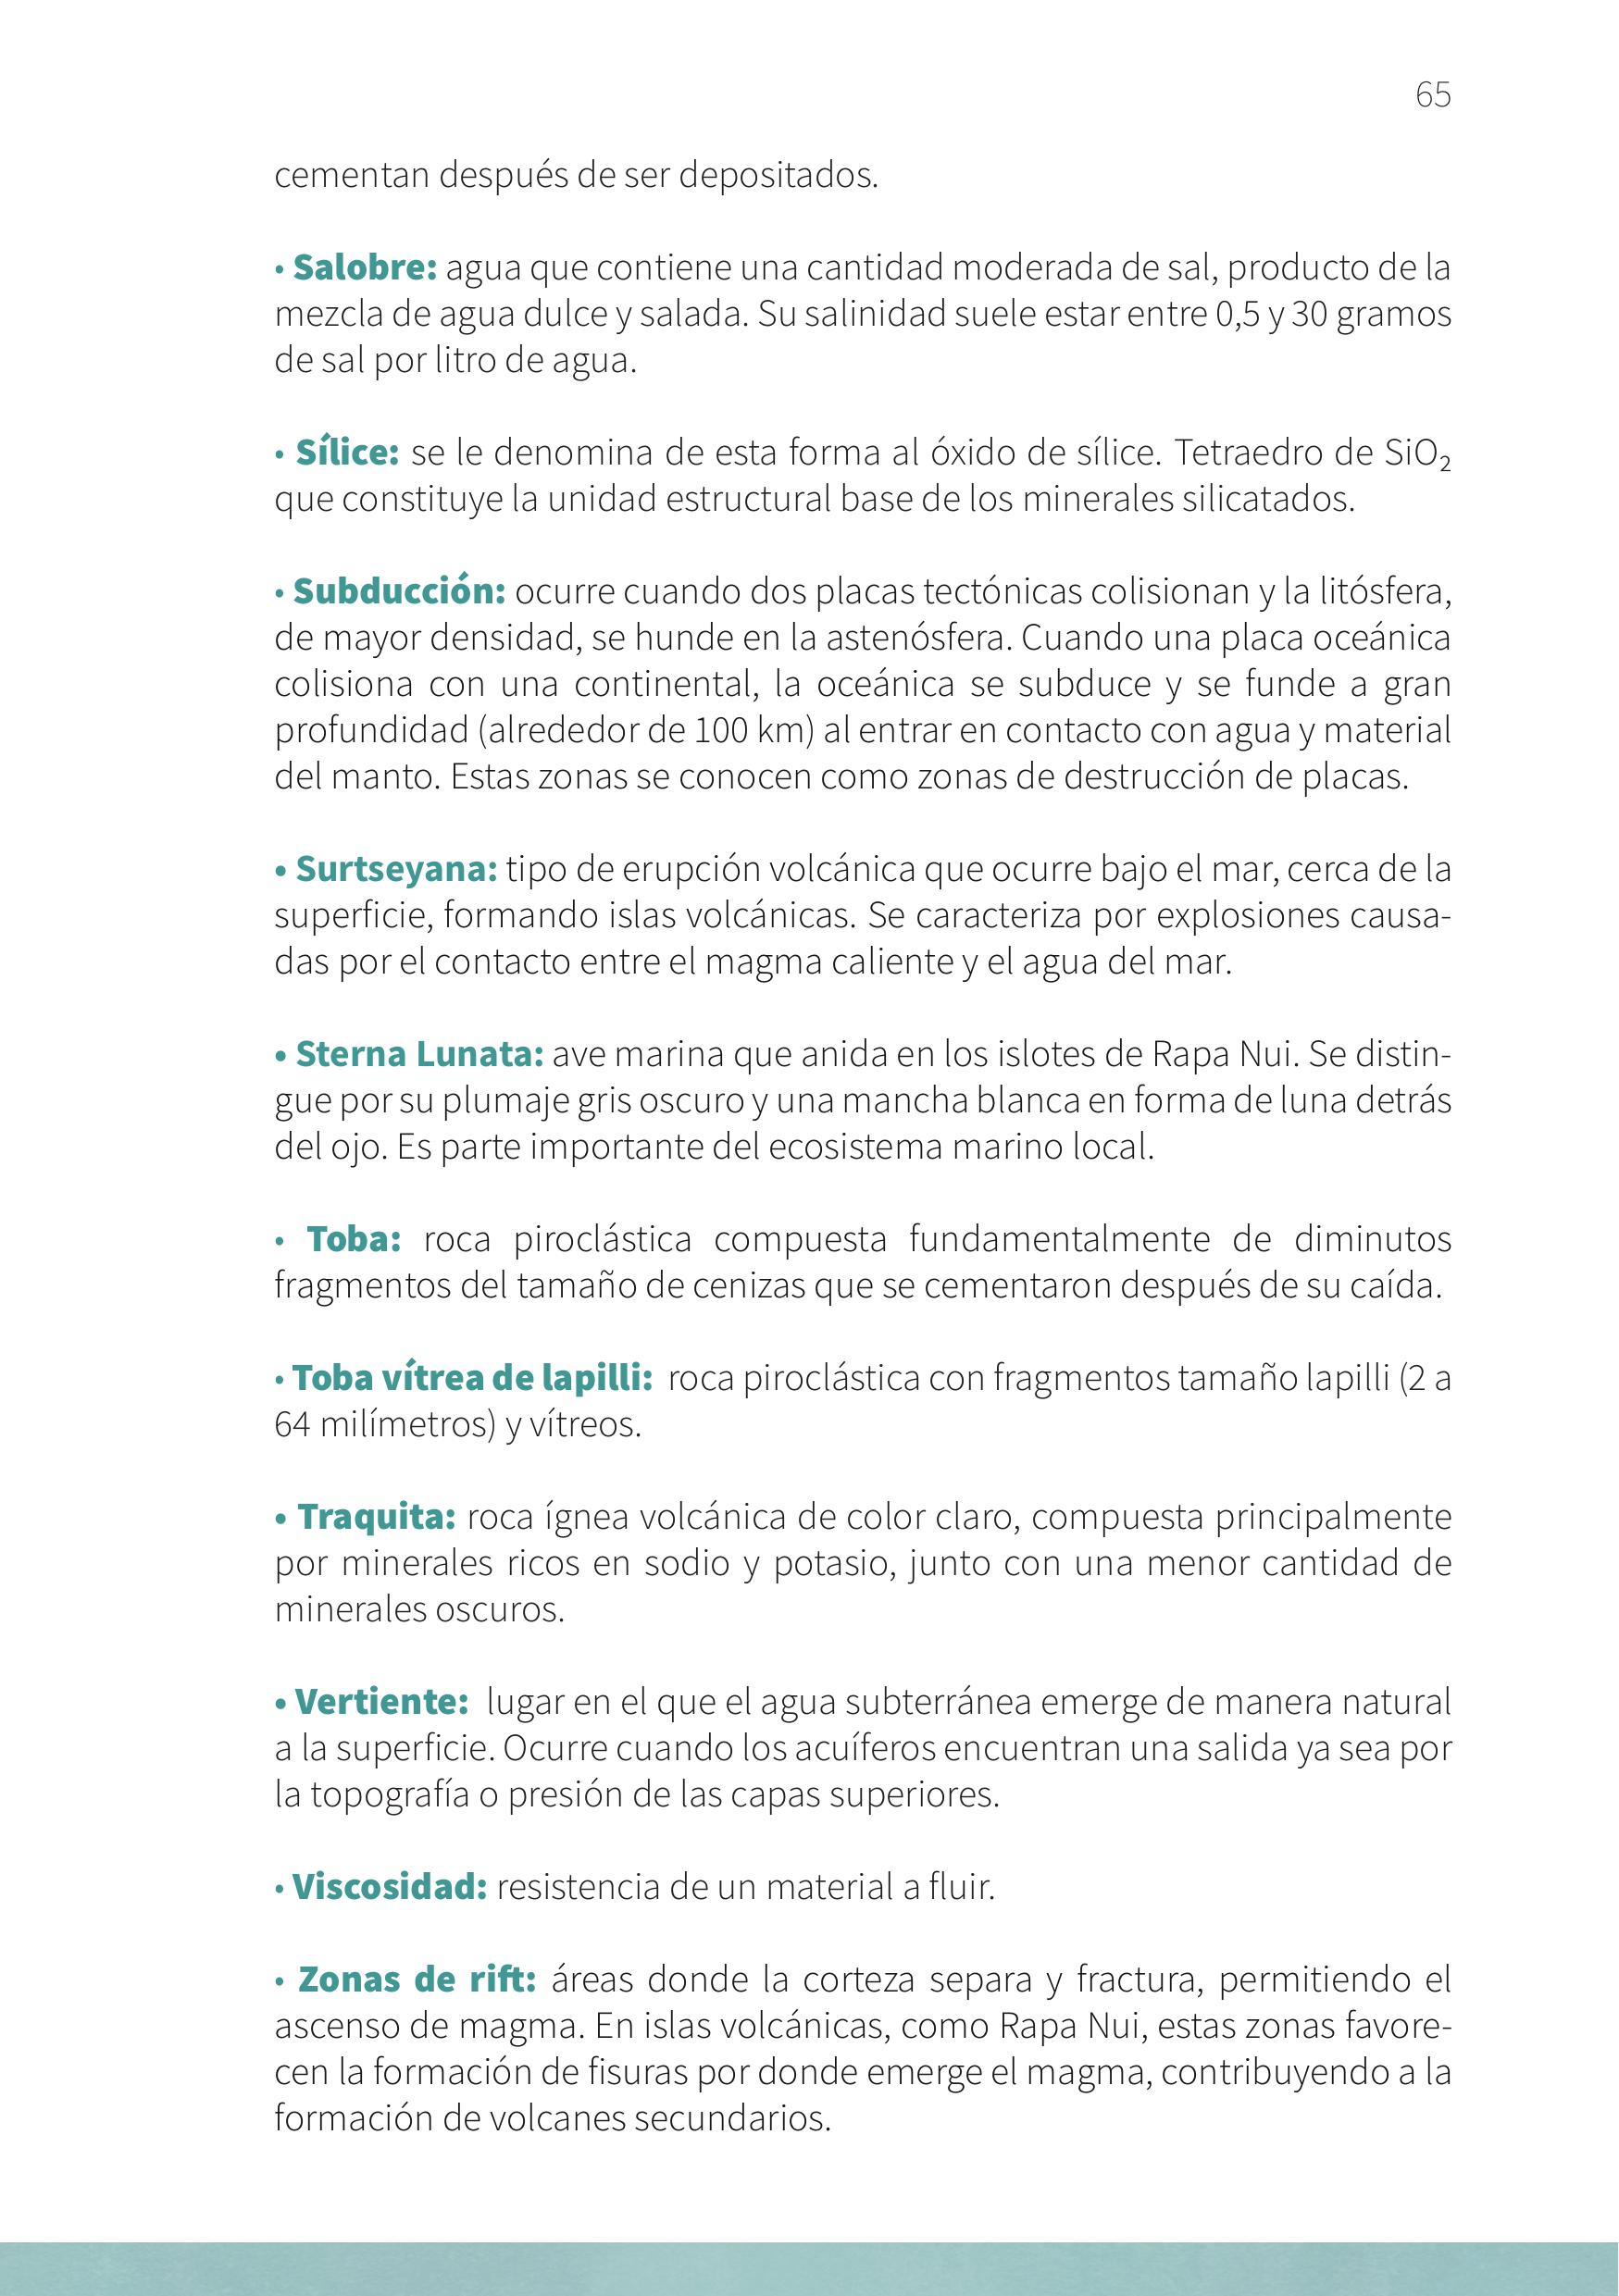 65
cementan después de ser depositados.
• Salobre: agua que contiene una cantidad moderada de sal, producto de la
mezcla de agua dulce y salada. Su salinidad suele estar entre 0,5 y 30 gramos
de sal por litro de agua.
• Sílice: se le denomina de esta forma al óxido de sílice. Tetraedro de SiO₂
que constituye la unidad estructural base de los minerales silicatados.
• Subducción: ocurre cuando dos placas tectónicas colisionan y la litósfera,
de mayor densidad, se hunde en la astenósfera. Cuando una placa oceánica
colisiona con una continental, la oceánica se subduce y se funde a gran
profundidad (alrededor de 100 km) al entrar en contacto con agua y material
del manto. Estas zonas se conocen como zonas de destrucción de placas.
• Surtseyana: tipo de erupción volcánica que ocurre bajo el mar, cerca de la
superficie, formando islas volcánicas. Se caracteriza por explosiones causa-
das por el contacto entre el magma caliente y el agua del mar.
• Sterna Lunata: ave marina que anida en los islotes de Rapa Nui. Se distin-
gue por su plumaje gris oscuro y una mancha blanca en forma de luna detrás
del ojo. Es parte importante del ecosistema marino local.
• Toba: roca piroclástica compuesta fundamentalmente de diminutos
fragmentos del tamaño de cenizas que se cementaron después de su caída.
• Toba vítrea de lapilli: roca piroclástica con fragmentos tamaño lapilli (2 a
64 milímetros) y vítreos.
• Traquita: roca ígnea volcánica de color claro, compuesta principalmente
por minerales ricos en sodio y potasio, junto con una menor cantidad de
minerales oscuros.
• Vertiente: lugar en el que el agua subterránea emerge de manera natural
a la superficie. Ocurre cuando los acuíferos encuentran una salida ya sea por
la topografía o presión de las capas superiores.
• Viscosidad: resistencia de un material a fluir.
• Zonas de rift: áreas donde la corteza separa y fractura, permitiendo el
ascenso de magma. En islas volcánicas, como Rapa Nui, estas zonas favore-
cen la formación de fisuras por donde emerge el magma, contribuyendo a la
formación de volcanes secundarios.